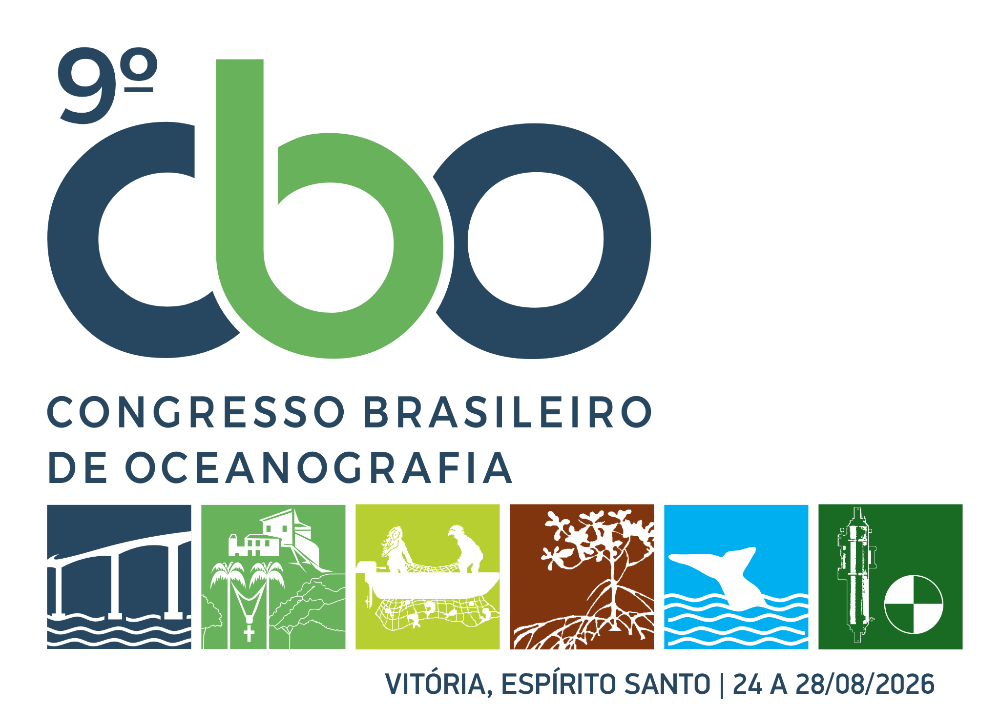 9º
cbo
CONGRESSO BRASILEIRO
DE OCEANOGRAFIA
VITÓRIA, ESPÍRITO SANTO | 24 A 28/08/2026